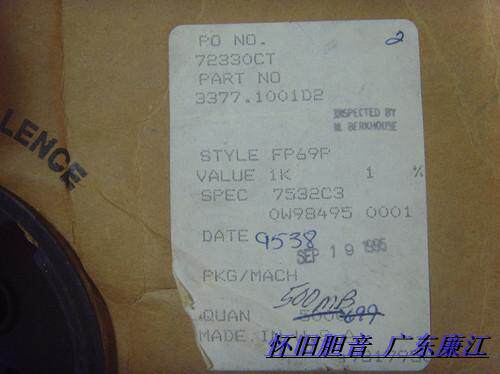 PO NO.
2
72330CT
PART NO
3377.1001D2
INSPECTED BY
M. BERKHOUSE
LENCE
STYLE FP69P
VALUE 1K 1 %
SPEC 7532C3
0W98495 0001
DATE 9538
SEP 19 1995
PKG/MACH
500MB
QUAN 5000
MADE IN U.S.A.
怀旧胆音 广东廉江